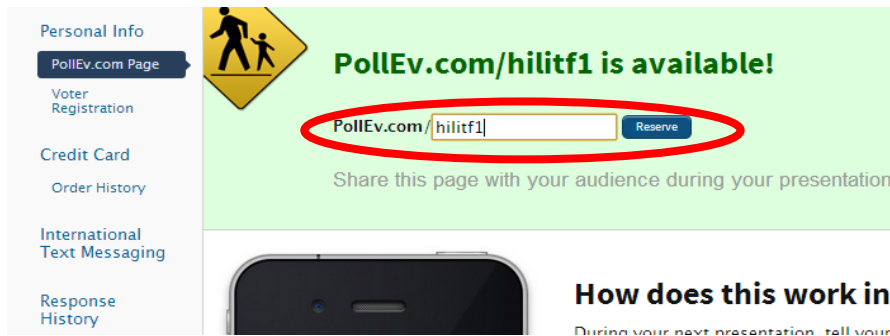 Personal Info
PollEv.com Page
Voter
Registration
Credit Card
Order History
International
Text Messaging
Response
History
PollEv.com/hilitf1 is available!
PollEv.com/ hilitf1 Reserve
Share this page with your audience during your presentation
How does this work in
During your next presentation, tell your